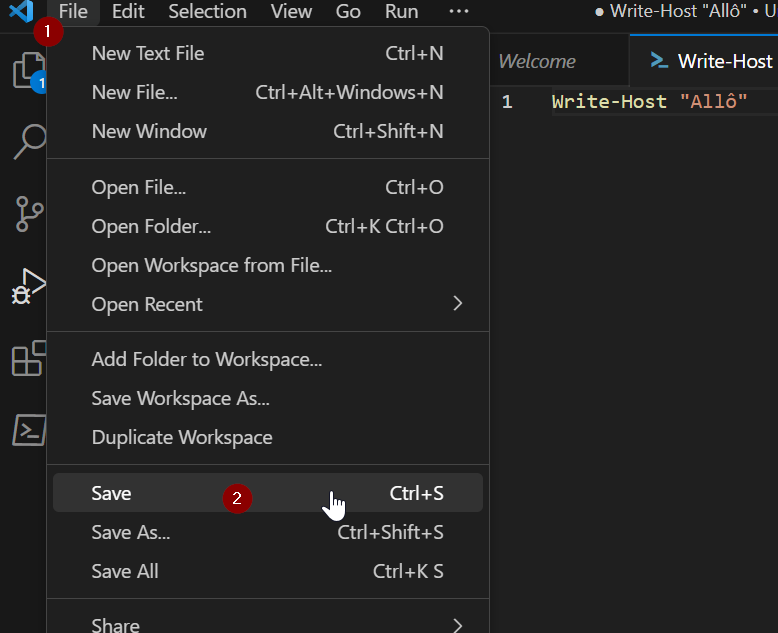 File Edit Selection View Go Run ··· ● Write-Host "Allô" • U
1
New Text File Ctrl+N
Welcome
Write-Host
1
New File... Ctrl+Alt+Windows+N
1 Write-Host "Allô"
New Window Ctrl+Shift+N
Open File... Ctrl+O
Open Folder... Ctrl+K Ctrl+O
Open Workspace from File...
Open Recent
Add Folder to Workspace...
Save Workspace As...
Duplicate Workspace
Save 2 Ctrl+S
Save As... Ctrl+Shift+S
Save All Ctrl+K S
Share